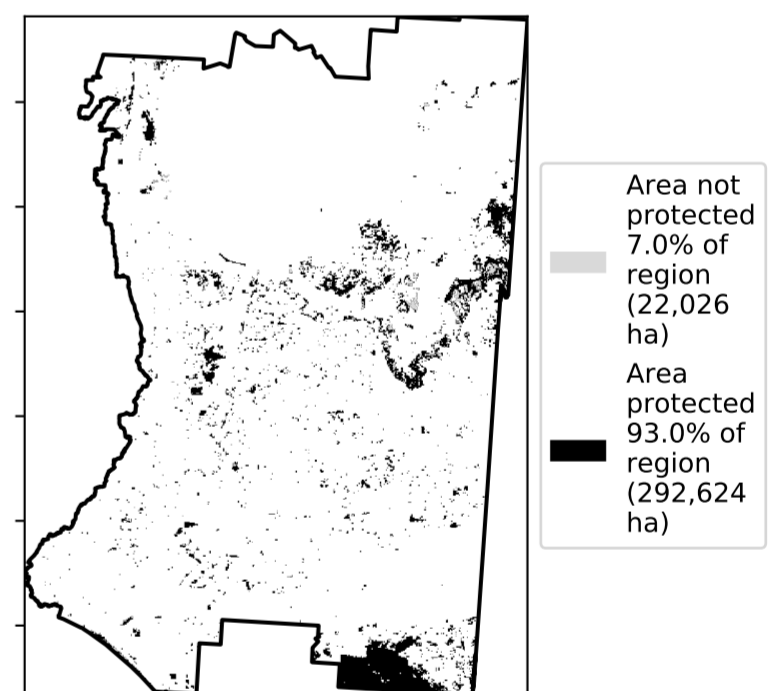 Area not
protected
7.0% of
region
(22,026
ha)
Area
protected
93.0% of
region
(292,624
ha)